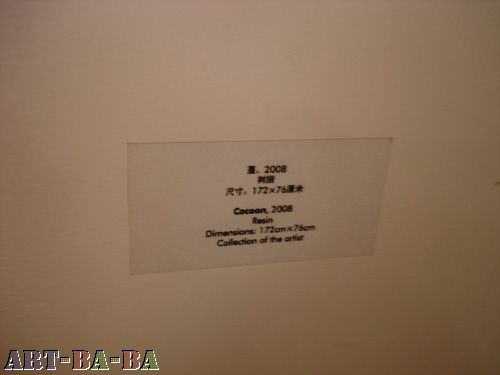 茧, 2008
树脂
尺寸: 172×76厘米
Cocoon, 2008
Resin
Dimensions: 172cm×76cm
Collection of the artist
ART-BA-BA